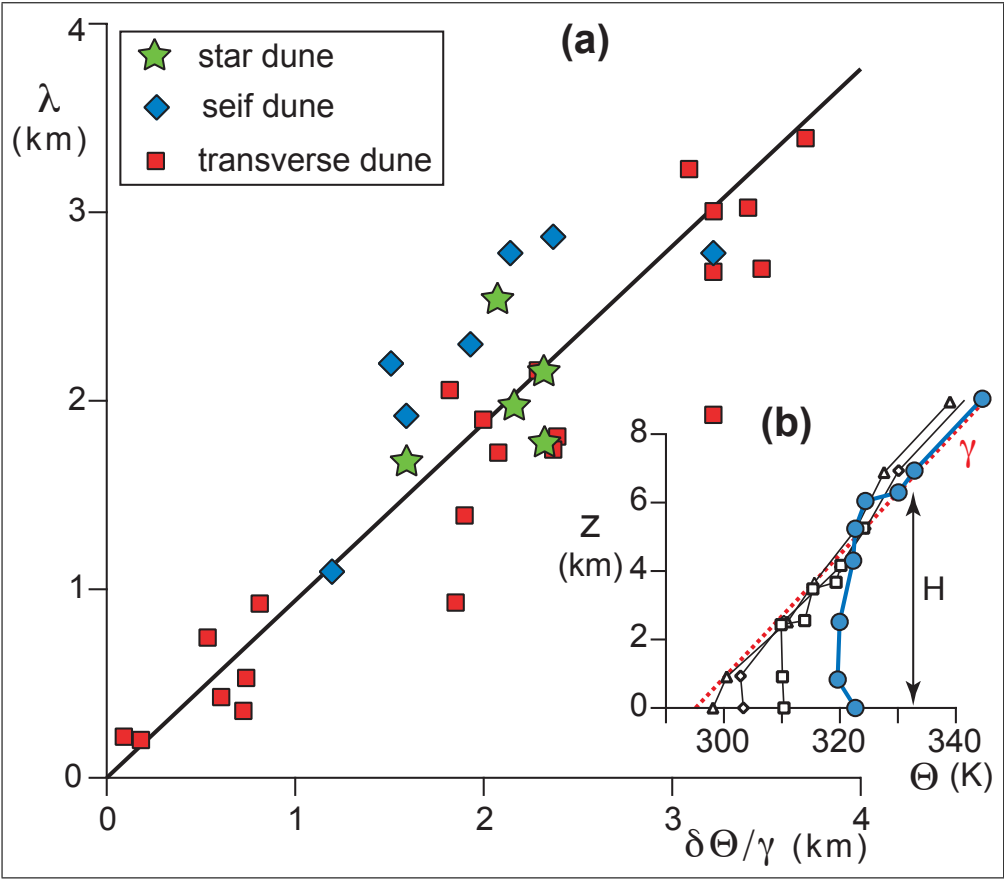 (a)
star dune
seif dune
transverse dune
λ
(km)
4
3
2
1
0
0
1
2
3
4
δΘ/γ (km)
(b)
γ
z
(km)
8
6
4
2
0
H
300
320
340
Θ (K)